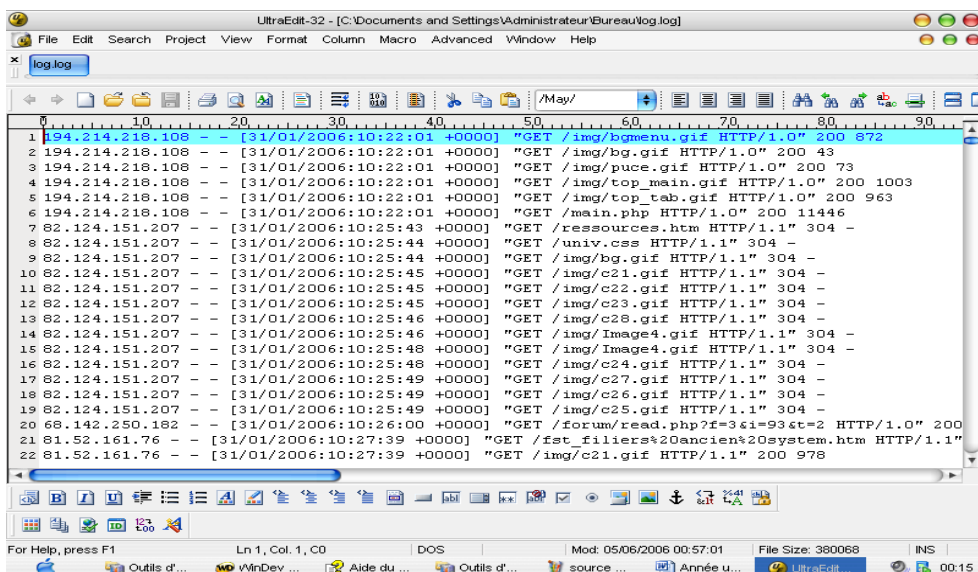 UltraEdit-32 - [C:\Documents and Settings\Administrateur\Bureau\log.log]
File Edit Search Project View Format Column Macro Advanced Window Help
log.log
/May/
0 10 20 30 40 50 60 70 80 90
1 194.214.218.108 - - [31/01/2006:10:22:01 +0000] "GET /img/bgmenu.gif HTTP/1.0" 200 872
2 194.214.218.108 - - [31/01/2006:10:22:01 +0000] "GET /img/bg.gif HTTP/1.0" 200 43
3 194.214.218.108 - - [31/01/2006:10:22:01 +0000] "GET /img/puce.gif HTTP/1.0" 200 73
4 194.214.218.108 - - [31/01/2006:10:22:01 +0000] "GET /img/top_main.gif HTTP/1.0" 200 1003
5 194.214.218.108 - - [31/01/2006:10:22:01 +0000] "GET /img/top_tab.gif HTTP/1.0" 200 963
6 194.214.218.108 - - [31/01/2006:10:22:01 +0000] "GET /main.php HTTP/1.0" 200 11446
7 82.124.151.207 - - [31/01/2006:10:25:43 +0000] "GET /ressources.htm HTTP/1.1" 304 -
8 82.124.151.207 - - [31/01/2006:10:25:44 +0000] "GET /univ.css HTTP/1.1" 304 -
9 82.124.151.207 - - [31/01/2006:10:25:44 +0000] "GET /img/bg.gif HTTP/1.1" 304 -
10 82.124.151.207 - - [31/01/2006:10:25:45 +0000] "GET /img/c21.gif HTTP/1.1" 304 -
11 82.124.151.207 - - [31/01/2006:10:25:45 +0000] "GET /img/c22.gif HTTP/1.1" 304 -
12 82.124.151.207 - - [31/01/2006:10:25:45 +0000] "GET /img/c23.gif HTTP/1.1" 304 -
13 82.124.151.207 - - [31/01/2006:10:25:46 +0000] "GET /img/c28.gif HTTP/1.1" 304 -
14 82.124.151.207 - - [31/01/2006:10:25:46 +0000] "GET /img/Image4.gif HTTP/1.1" 304 -
15 82.124.151.207 - - [31/01/2006:10:25:48 +0000] "GET /img/Image4.gif HTTP/1.1" 304 -
16 82.124.151.207 - - [31/01/2006:10:25:48 +0000] "GET /img/c24.gif HTTP/1.1" 304 -
17 82.124.151.207 - - [31/01/2006:10:25:49 +0000] "GET /img/c27.gif HTTP/1.1" 304 -
18 82.124.151.207 - - [31/01/2006:10:25:49 +0000] "GET /img/c26.gif HTTP/1.1" 304 -
19 82.124.151.207 - - [31/01/2006:10:25:49 +0000] "GET /img/c25.gif HTTP/1.1" 304 -
20 68.142.250.182 - - [31/01/2006:10:26:00 +0000] "GET /forum/read.php?f=3&i=93&t=2 HTTP/1.0" 200
21 81.52.161.76 - - [31/01/2006:10:27:39 +0000] "GET /fst_filiers%20ancien%20system.htm HTTP/1.1"
22 81.52.161.76 - - [31/01/2006:10:27:39 +0000] "GET /img/c21.gif HTTP/1.1" 200 978
For Help, press F1 Ln 1, Col. 1, C0 DOS Mod: 05/06/2006 00:57:01 File Size: 380068 INS
Outils d'... WD WinDev ... Aide du ... Outils d'... source ... Année u... UltraEdit... 00:15